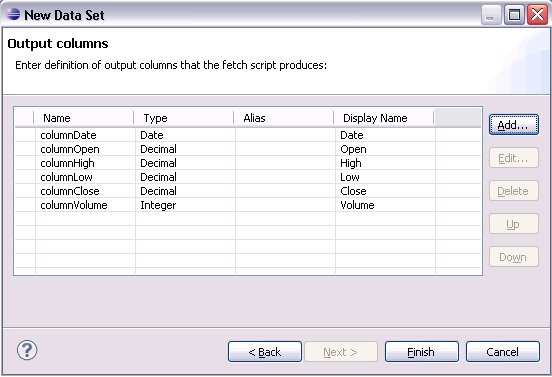 New Data Set
Output columns
Enter definition of output columns that the fetch script produces:
Name Type Alias Display Name
columnDate Date Date
columnOpen Decimal Open
columnHigh Decimal High
columnLow Decimal Low
columnClose Decimal Close
columnVolume Integer Volume
Add...
Edit...
Delete
Up
Down
? < Back Next > Finish Cancel